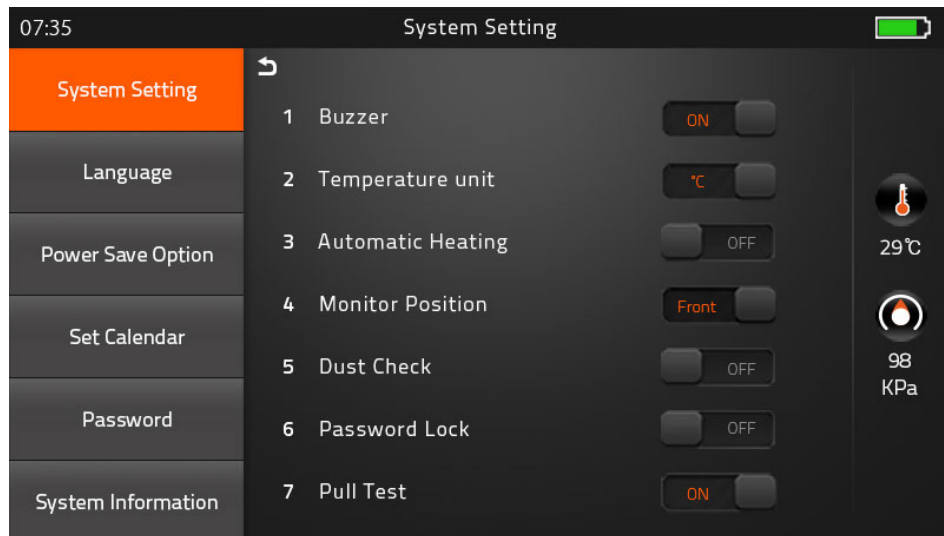 07:35 System Setting
System Setting
Language
Power Save Option
Set Calendar
Password
System Information
1 Buzzer ON
2 Temperature unit °C
3 Automatic Heating OFF
4 Monitor Position Front
5 Dust Check OFF
6 Password Lock OFF
7 Pull Test ON
29℃
98
KPa